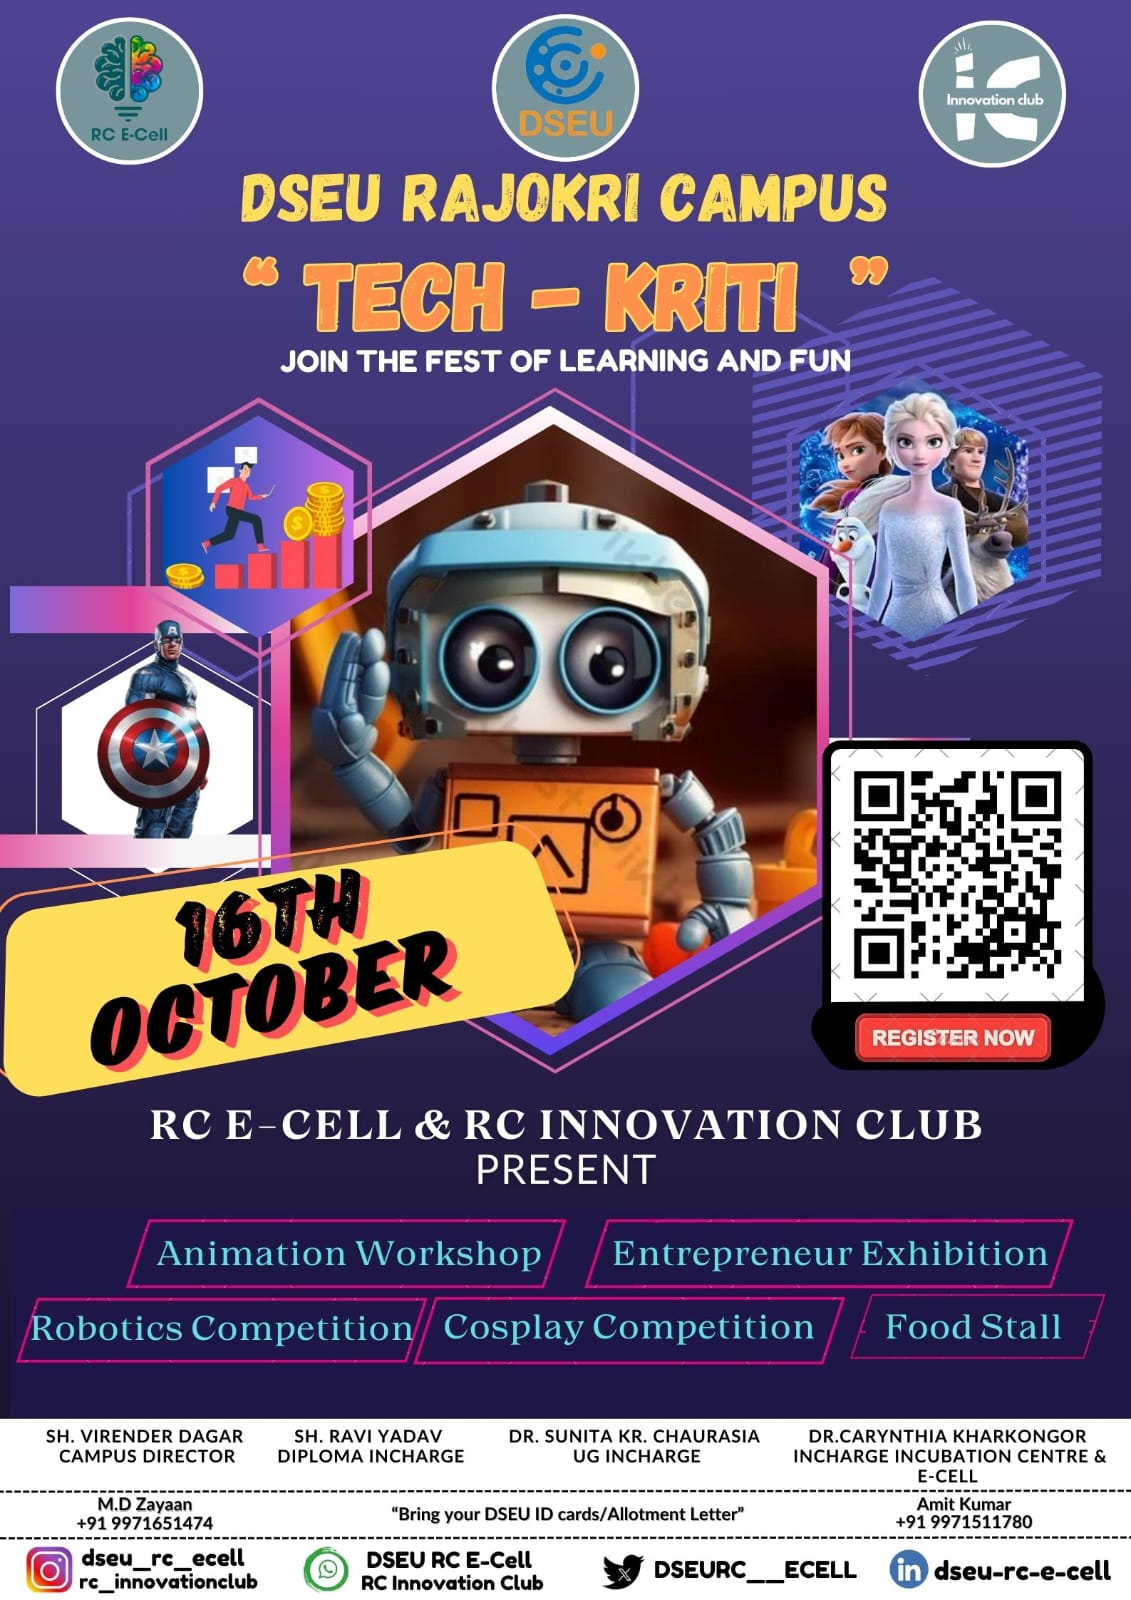 RC E-Cell
DSEU
Innovation club
DSEU RAJOKRI CAMPUS
“ TECH - KRITI ”
JOIN THE FEST OF LEARNING AND FUN
16TH
OCTOBER
REGISTER NOW
RC E-CELL & RC INNOVATION CLUB
PRESENT
Animation Workshop
Entrepreneur Exhibition
Robotics Competition
Cosplay Competition
Food Stall
SH. VIRENDER DAGAR
CAMPUS DIRECTOR
SH. RAVI YADAV
DIPLOMA INCHARGE
DR. SUNITA KR. CHAURASIA
UG INCHARGE
DR.CARYNTHIA KHARKONGOR
INCHARGE INCUBATION CENTRE &
E-CELL
M.D Zayaan
+91 9971651474
“Bring your DSEU ID cards/Allotment Letter”
Amit Kumar
+91 9971511780
dseu_rc_ecell
rc_innovationclub
DSEU RC E-Cell
RC Innovation Club
DSEURC__ECELL
dseu-rc-e-cell